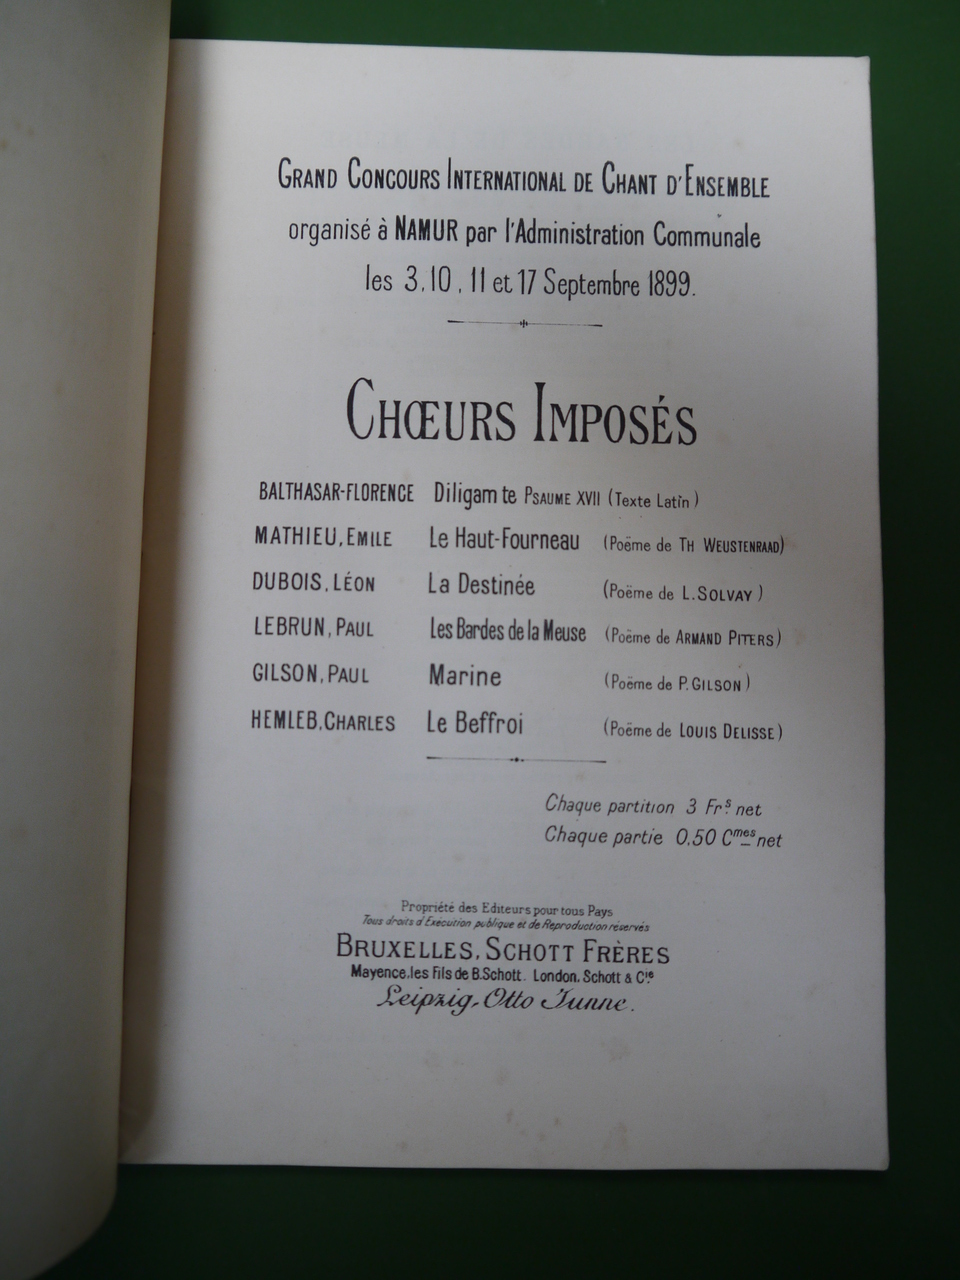 GRAND CONCOURS INTERNATIONAL DE CHANT D'ENSEMBLE
organisé à NAMUR par l'Administration Communale
les 3, 10, 11 et 17 Septembre 1899.
CHŒURS IMPOSÉS
BALTHASAR-FLORENCE Diligam te PSAUME XVII (Texte Latin)
MATHIEU, EMILE Le Haut-Fourneau (Poëme de TH WEUSTENRAAD)
DUBOIS, LÉON La Destinée (Poëme de L. SOLVAY)
LEBRUN, PAUL Les Bardes de la Meuse (Poëme de ARMAND PITERS)
GILSON, PAUL Marine (Poëme de P. GILSON)
HEMLEB, CHARLES Le Beffroi (Poëme de LOUIS DELISSE)
Chaque partition 3 Frs. net
Chaque partie 0,50 Cmes net
Propriété des Editeurs pour tous Pays
Tous droits d'Exécution publique et de Reproduction réservés
BRUXELLES, SCHOTT FRÈRES
Mayence, les Fils de B. Schott. London, Schott & Cie.
Leipzig, Otto Junne.